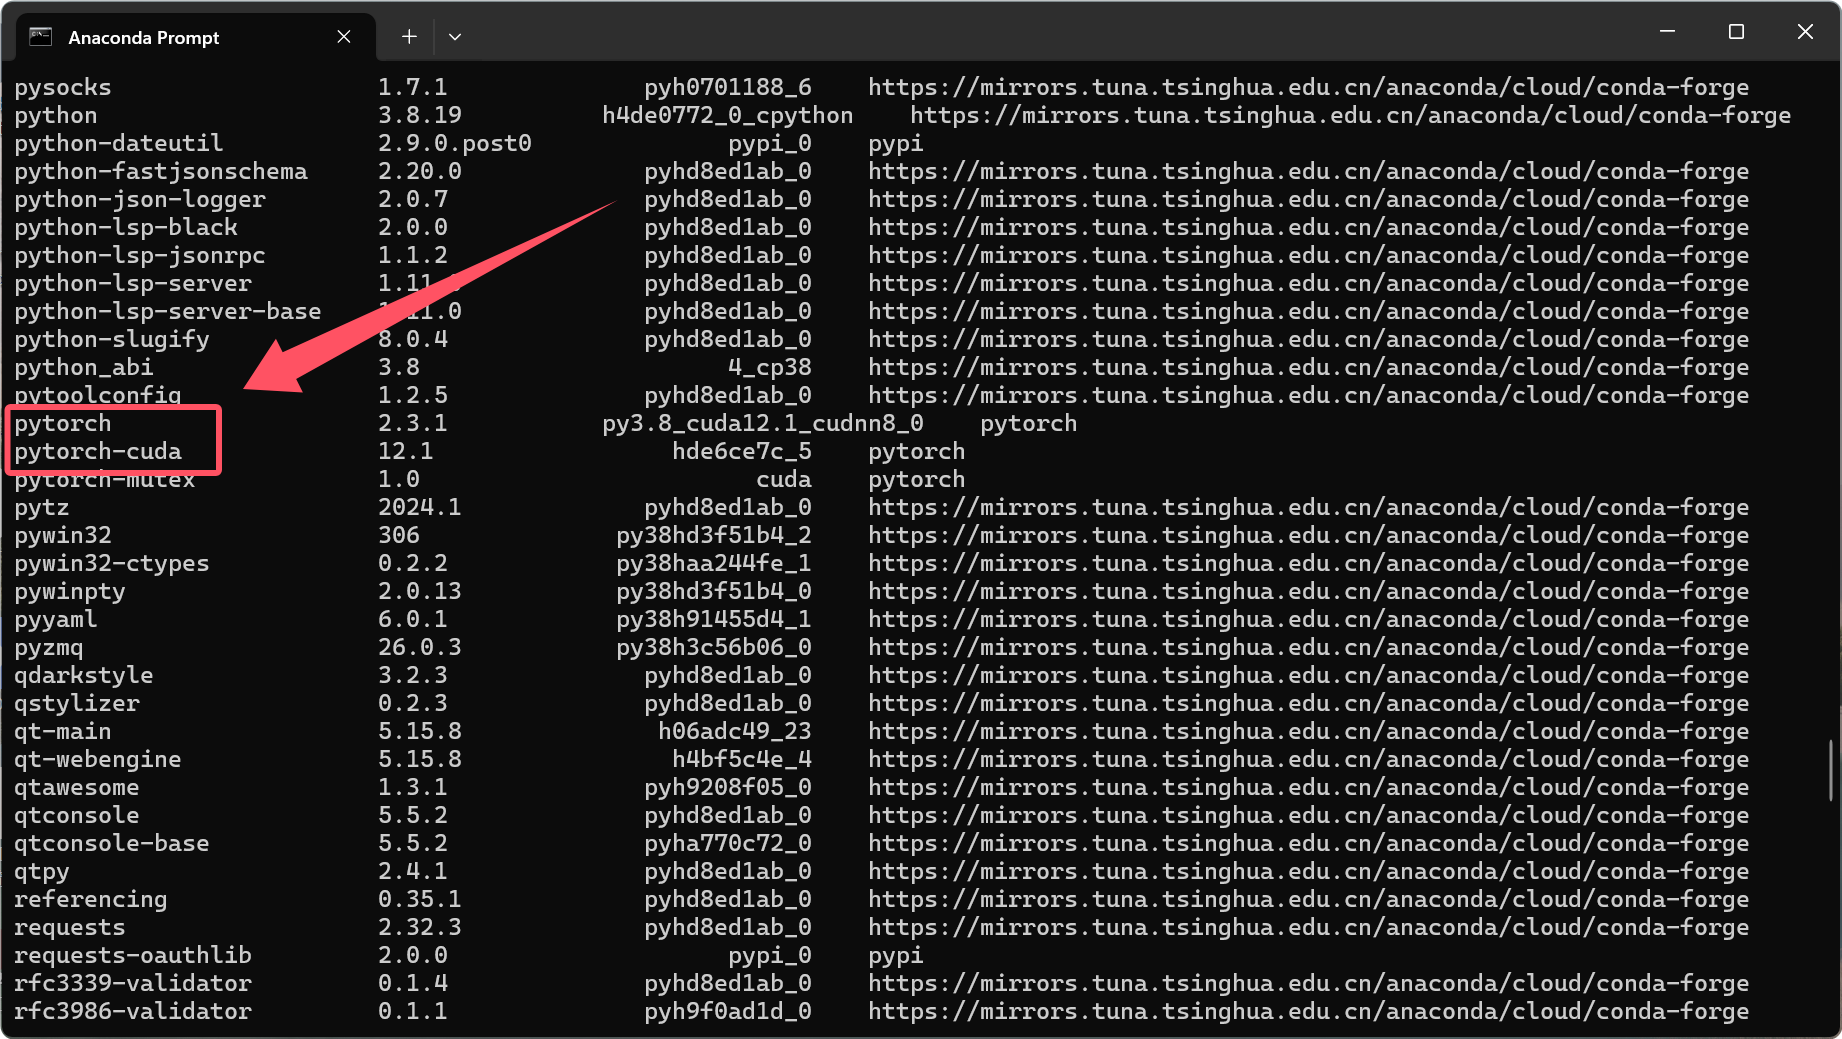 Anaconda Prompt
pysocks 1.7.1 pyh0701188_6 https://mirrors.tuna.tsinghua.edu.cn/anaconda/cloud/conda-forge
python 3.8.19 h4de0772_0_cpython https://mirrors.tuna.tsinghua.edu.cn/anaconda/cloud/conda-forge
python-dateutil 2.9.0.post0 pypi_0 pypi
python-fastjsonschema 2.20.0 pyhd8ed1ab_0 https://mirrors.tuna.tsinghua.edu.cn/anaconda/cloud/conda-forge
python-json-logger 2.0.7 pyhd8ed1ab_0 https://mirrors.tuna.tsinghua.edu.cn/anaconda/cloud/conda-forge
python-lsp-black 2.0.0 pyhd8ed1ab_0 https://mirrors.tuna.tsinghua.edu.cn/anaconda/cloud/conda-forge
python-lsp-jsonrpc 1.1.2 pyhd8ed1ab_0 https://mirrors.tuna.tsinghua.edu.cn/anaconda/cloud/conda-forge
python-lsp-server pyhd8ed1ab_0 https://mirrors.tuna.tsinghua.edu.cn/anaconda/cloud/conda-forge
python-lsp-server-base pyhd8ed1ab_0 https://mirrors.tuna.tsinghua.edu.cn/anaconda/cloud/conda-forge
python-slugify 8.0.4 pyhd8ed1ab_0 https://mirrors.tuna.tsinghua.edu.cn/anaconda/cloud/conda-forge
python_abi 3.8 4_cp38 https://mirrors.tuna.tsinghua.edu.cn/anaconda/cloud/conda-forge
pytoolconfig 1.2.5 pyhd8ed1ab_0 https://mirrors.tuna.tsinghua.edu.cn/anaconda/cloud/conda-forge
pytorch 2.3.1 py3.8_cuda12.1_cudnn8_0 pytorch
pytorch-cuda 12.1 hde6ce7c_5 pytorch
pytorch-mutex 1.0 cuda pytorch
pytz 2024.1 pyhd8ed1ab_0 https://mirrors.tuna.tsinghua.edu.cn/anaconda/cloud/conda-forge
pywin32 306 py38hd3f51b4_2 https://mirrors.tuna.tsinghua.edu.cn/anaconda/cloud/conda-forge
pywin32-ctypes 0.2.2 py38haa244fe_1 https://mirrors.tuna.tsinghua.edu.cn/anaconda/cloud/conda-forge
pywinpty 2.0.13 py38hd3f51b4_0 https://mirrors.tuna.tsinghua.edu.cn/anaconda/cloud/conda-forge
pyyaml 6.0.1 py38h91455d4_1 https://mirrors.tuna.tsinghua.edu.cn/anaconda/cloud/conda-forge
pyzmq 26.0.3 py38h3c56b06_0 https://mirrors.tuna.tsinghua.edu.cn/anaconda/cloud/conda-forge
qdarkstyle 3.2.3 pyhd8ed1ab_0 https://mirrors.tuna.tsinghua.edu.cn/anaconda/cloud/conda-forge
qstylizer 0.2.3 pyhd8ed1ab_0 https://mirrors.tuna.tsinghua.edu.cn/anaconda/cloud/conda-forge
qt-main 5.15.8 h06adc49_23 https://mirrors.tuna.tsinghua.edu.cn/anaconda/cloud/conda-forge
qt-webengine 5.15.8 h4bf5c4e_4 https://mirrors.tuna.tsinghua.edu.cn/anaconda/cloud/conda-forge
qtawesome 1.3.1 pyh9208f05_0 https://mirrors.tuna.tsinghua.edu.cn/anaconda/cloud/conda-forge
qtconsole 5.5.2 pyhd8ed1ab_0 https://mirrors.tuna.tsinghua.edu.cn/anaconda/cloud/conda-forge
qtconsole-base 5.5.2 pyha770c72_0 https://mirrors.tuna.tsinghua.edu.cn/anaconda/cloud/conda-forge
qtpy 2.4.1 pyhd8ed1ab_0 https://mirrors.tuna.tsinghua.edu.cn/anaconda/cloud/conda-forge
referencing 0.35.1 pyhd8ed1ab_0 https://mirrors.tuna.tsinghua.edu.cn/anaconda/cloud/conda-forge
requests 2.32.3 pyhd8ed1ab_0 https://mirrors.tuna.tsinghua.edu.cn/anaconda/cloud/conda-forge
requests-oauthlib 2.0.0 pypi_0 pypi
rfc3339-validator 0.1.4 pyhd8ed1ab_0 https://mirrors.tuna.tsinghua.edu.cn/anaconda/cloud/conda-forge
rfc3986-validator 0.1.1 pyh9f0ad1d_0 https://mirrors.tuna.tsinghua.edu.cn/anaconda/cloud/conda-forge